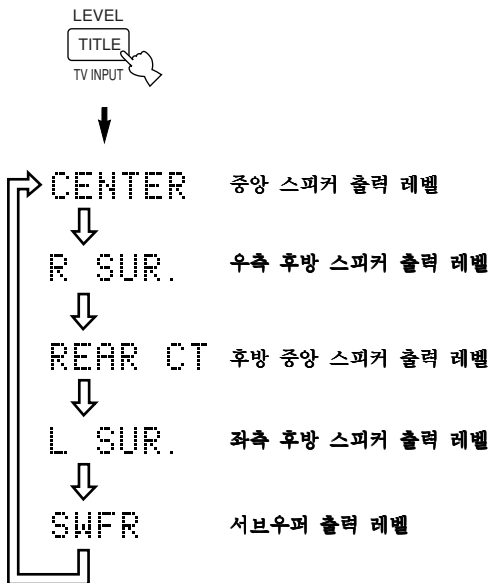 LEVEL
TITLE
TV INPUT
CENTER 중앙 스피커 출력 레벨
R SUR. 우측 후방 스피커 출력 레벨
REAR CT 후방 중앙 스피커 출력 레벨
L SUR. 좌측 후방 스피커 출력 레벨
SWFR 서브우퍼 출력 레벨